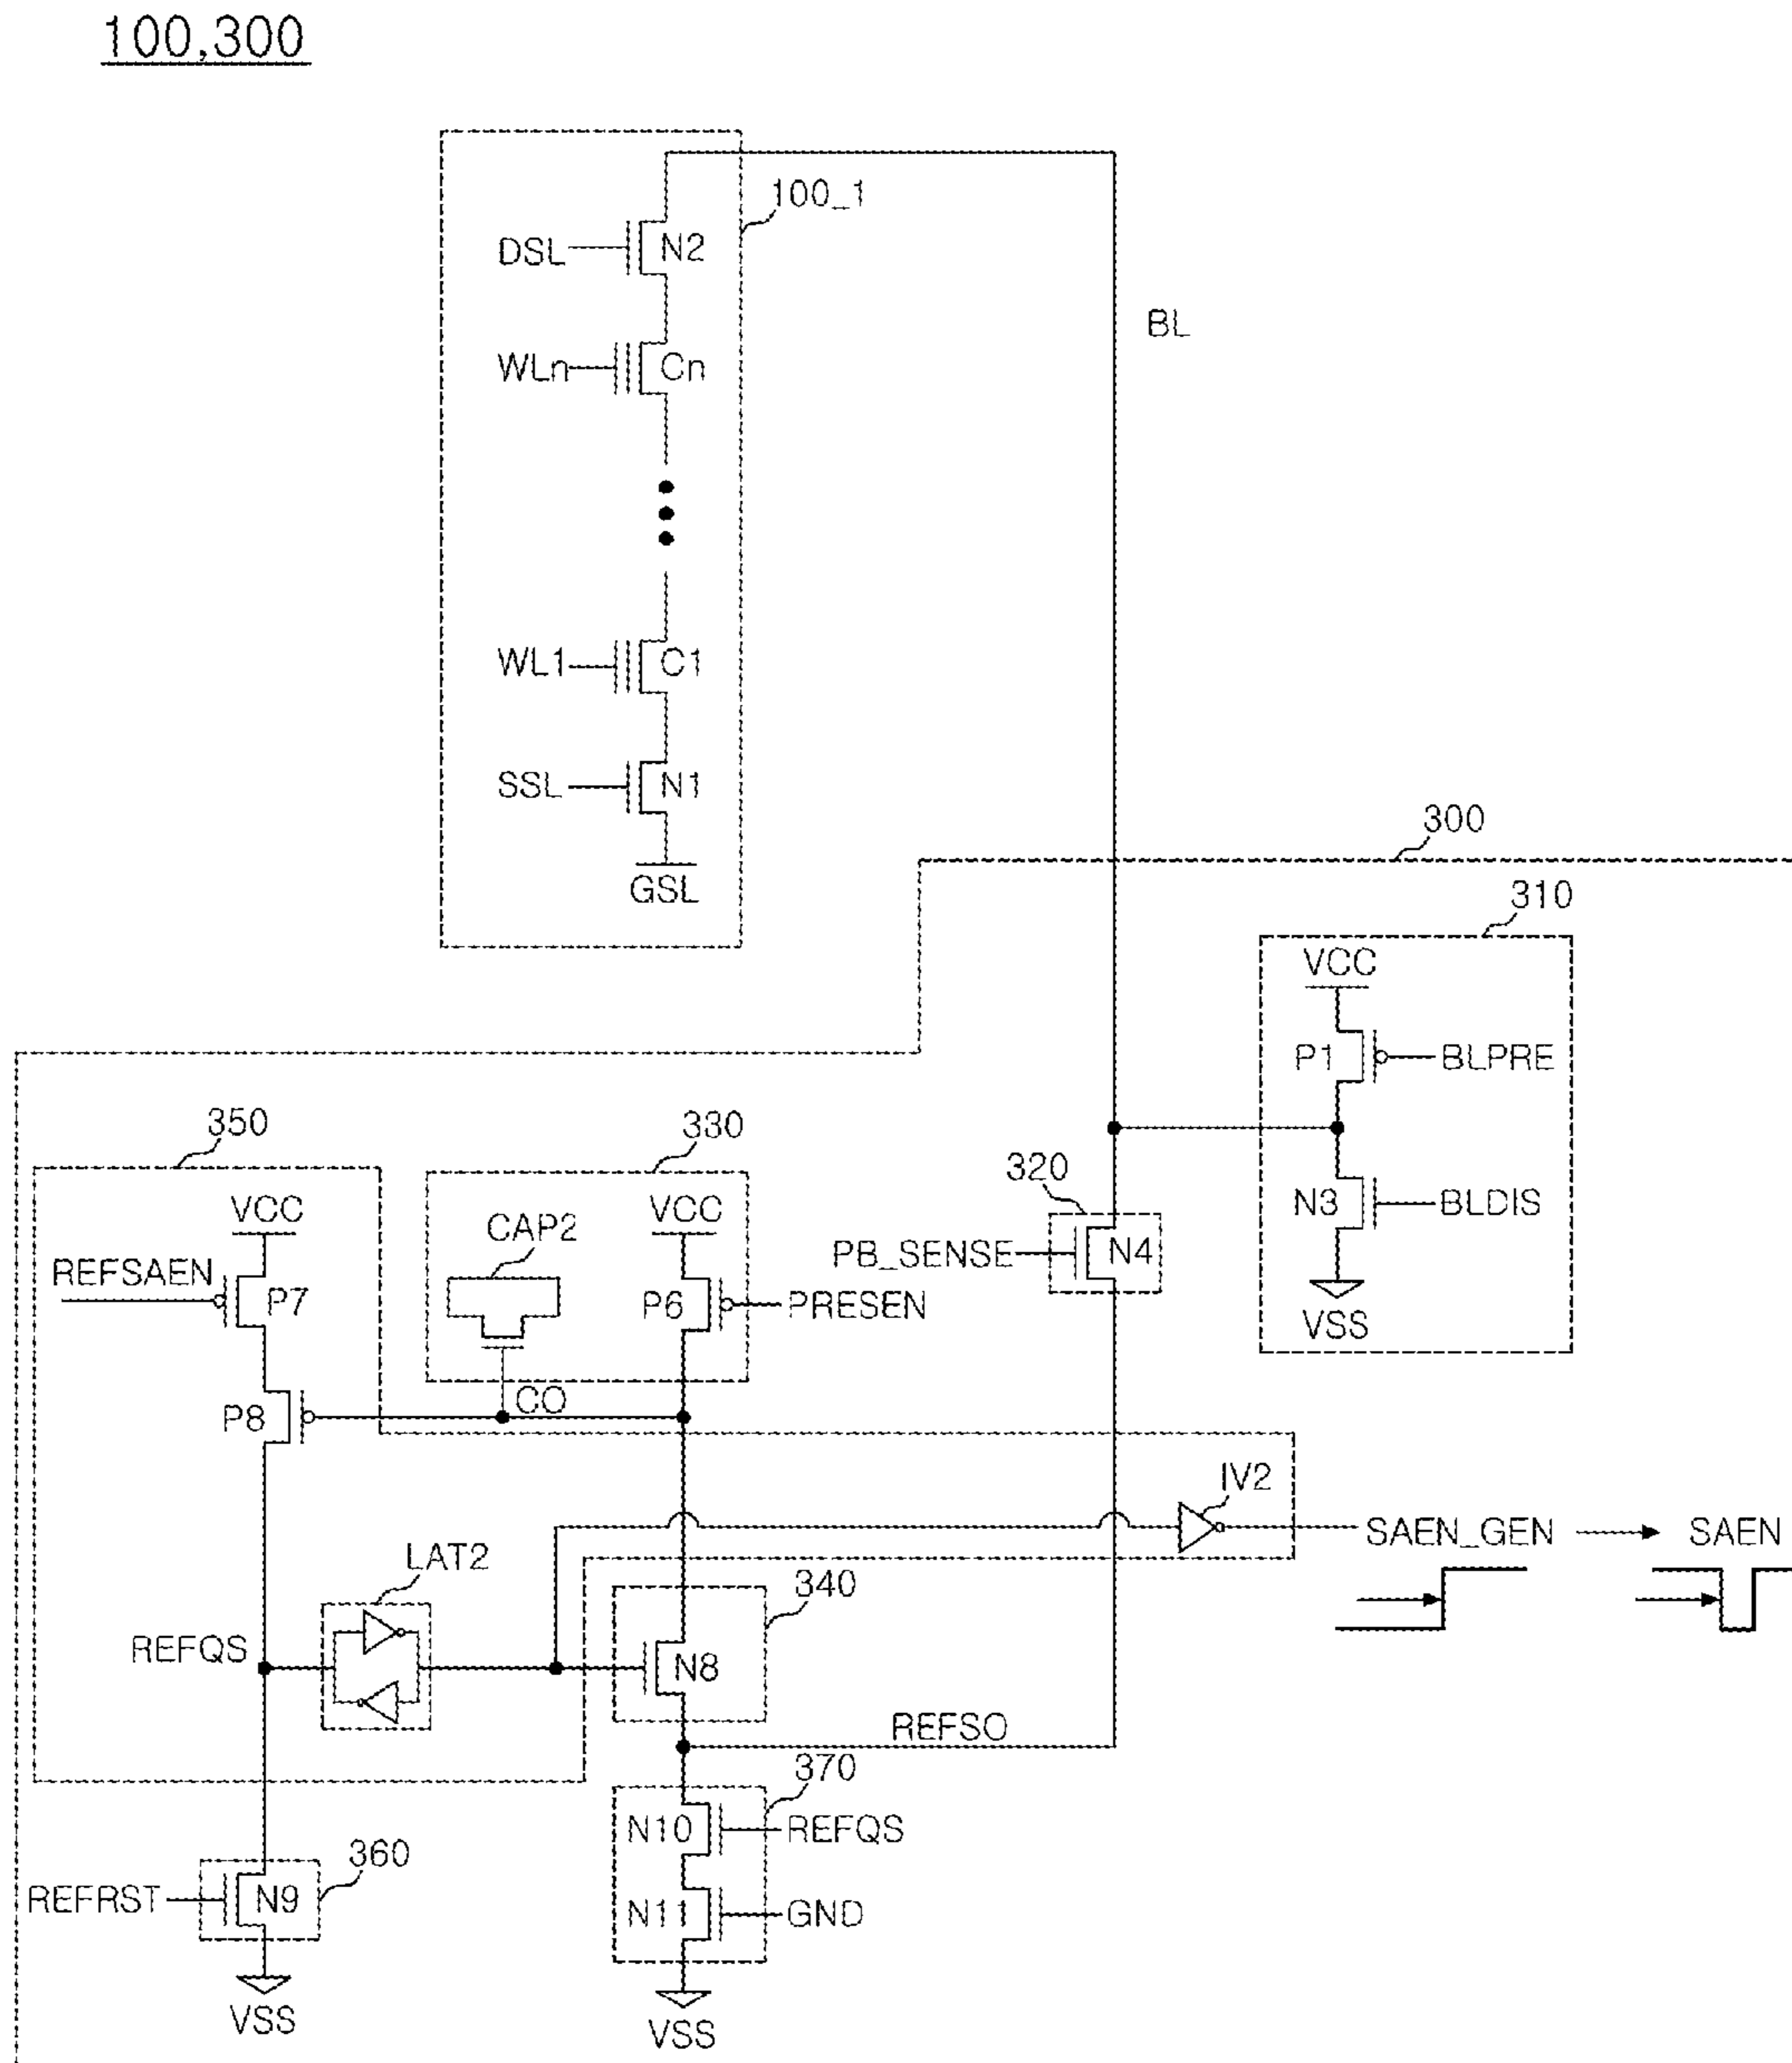 100,300
100_1
DSL
N2
BL
WLn
Cn
WL1
C1
SSL
N1
GSL
300
310
VCC
P1
BLPRE
350
330
320
VCC
CAP2
VCC
N3
BLDIS
PB_SENSE
N4
REFSAEN
P7
P6
PRESEN
VSS
P8
CO
IV2
SAEN_GEN
SAEN
LAT2
340
REFQS
N8
REFSO
370
N10
REFQS
360
REFRST
N9
N11
GND
VSS
VSS